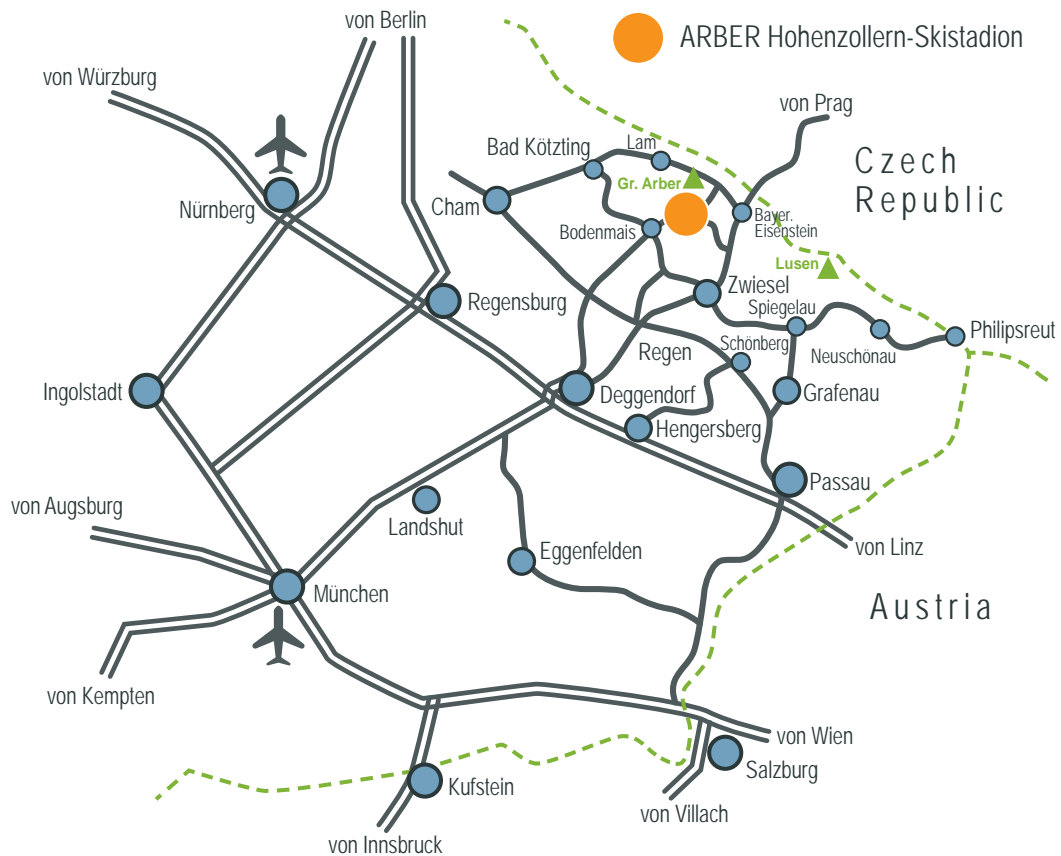 von Berlin
ARBER Hohenzollern-Skistadion
von Würzburg
von Prag
Lam
Bad Kötzting
Czech
Republic
Gr. Arber
Nürnberg
Cham
Bayer.
Eisenstein
Bodenmais
Lusen
Zwiesel
Regensburg
Spiegelau
Philipsreut
Schönberg
Regen
Neuschönau
Ingolstadt
Deggendorf
Grafenau
Hengersberg
Passau
von Augsburg
Landshut
von Linz
Eggenfelden
München
Austria
von Kempten
von Wien
Salzburg
Kufstein
von Villach
von Innsbruck